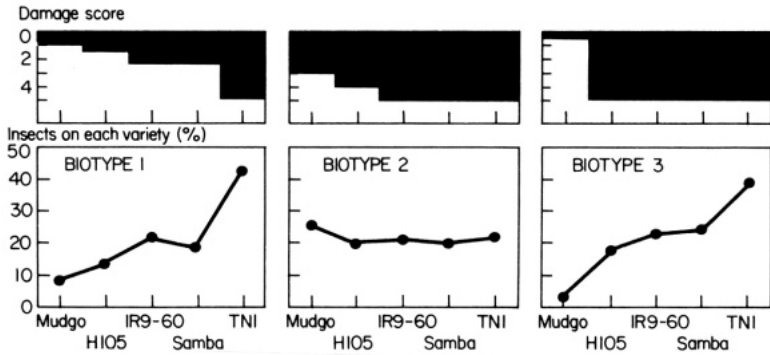 Damage score
0
2
4
Insects on each variety (%)
50
40
30
20
10
0
BIOTYPE 1
BIOTYPE 2
BIOTYPE 3
Mudgo IR9-60 TN1
H105 Samba
Mudgo IR9-60 TN1
H105 Samba
Mudgo IR9-60 TN1
H105 Samba